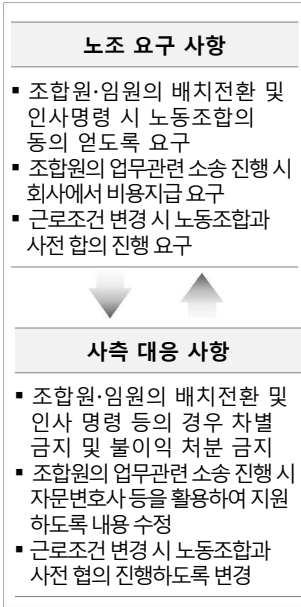 노조 요구 사항
▪ 조합원·임원의 배치전환 및
인사명령 시 노동조합의
동의 얻도록 요구
▪ 조합원의 업무관련 소송 진행 시
회사에서 비용지급 요구
▪ 근로조건 변경 시 노동조합과
사전 합의 진행 요구
사측 대응 사항
▪ 조합원·임원의 배치전환 및
인사 명령 등의 경우 차별
금지 및 불이익 처분 금지
▪ 조합원의 업무관련 소송 진행 시
자문변호사 등을 활용하여 지원
하도록 내용 수정
▪ 근로조건 변경 시 노동조합과
사전 협의 진행하도록 변경